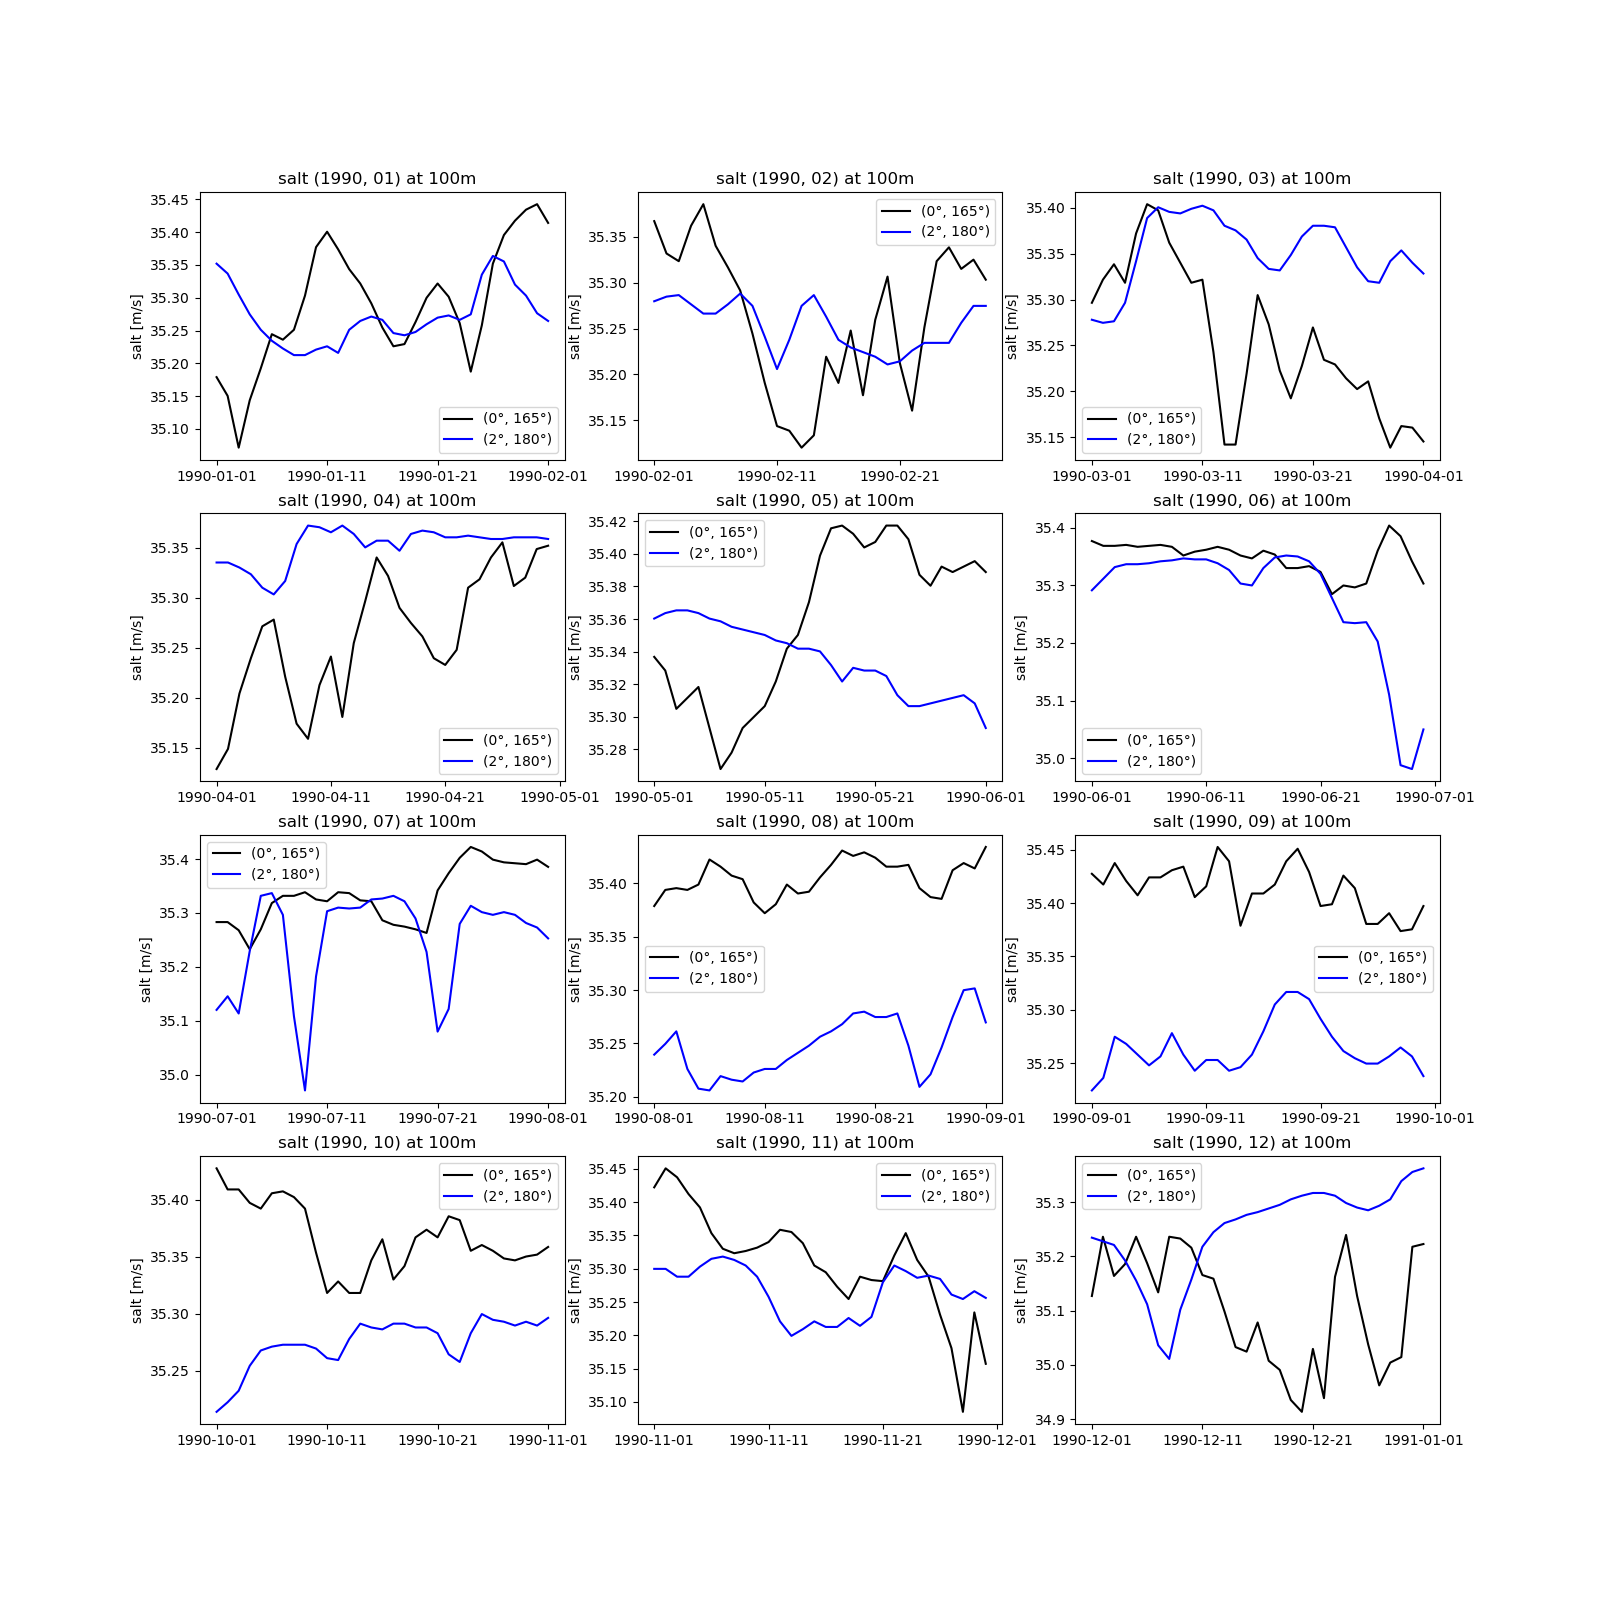 salt (1990, 01) at 100m
salt [m/s]
35.45
35.40
35.35
35.30
35.25
35.20
35.15
35.10
(0°, 165°)
(2°, 180°)
1990-01-01 1990-01-11 1990-01-21 1990-02-01
salt (1990, 02) at 100m
salt [m/s]
35.35
35.30
35.25
35.20
35.15
(0°, 165°)
(2°, 180°)
1990-02-01 1990-02-11 1990-02-21
salt (1990, 03) at 100m
salt [m/s]
35.40
35.35
35.30
35.25
35.20
35.15
(0°, 165°)
(2°, 180°)
1990-03-01 1990-03-11 1990-03-21 1990-04-01
salt (1990, 04) at 100m
salt [m/s]
35.35
35.30
35.25
35.20
35.15
(0°, 165°)
(2°, 180°)
1990-04-01 1990-04-11 1990-04-21 1990-05-01
salt (1990, 05) at 100m
salt [m/s]
35.42
35.40
35.38
35.36
35.34
35.32
35.30
35.28
(0°, 165°)
(2°, 180°)
1990-05-01 1990-05-11 1990-05-21 1990-06-01
salt (1990, 06) at 100m
salt [m/s]
35.4
35.3
35.2
35.1
35.0
(0°, 165°)
(2°, 180°)
1990-06-01 1990-06-11 1990-06-21 1990-07-01
salt (1990, 07) at 100m
salt [m/s]
35.4
35.3
35.2
35.1
35.0
(0°, 165°)
(2°, 180°)
1990-07-01 1990-07-11 1990-07-21 1990-08-01
salt (1990, 08) at 100m
salt [m/s]
35.40
35.35
35.30
35.25
35.20
(0°, 165°)
(2°, 180°)
1990-08-01 1990-08-11 1990-08-21 1990-09-01
salt (1990, 09) at 100m
salt [m/s]
35.45
35.40
35.35
35.30
35.25
(0°, 165°)
(2°, 180°)
1990-09-01 1990-09-11 1990-09-21 1990-10-01
salt (1990, 10) at 100m
salt [m/s]
35.40
35.35
35.30
35.25
(0°, 165°)
(2°, 180°)
1990-10-01 1990-10-11 1990-10-21 1990-11-01
salt (1990, 11) at 100m
salt [m/s]
35.45
35.40
35.35
35.30
35.25
35.20
35.15
35.10
(0°, 165°)
(2°, 180°)
1990-11-01 1990-11-11 1990-11-21 1990-12-01
salt (1990, 12) at 100m
salt [m/s]
35.3
35.2
35.1
35.0
34.9
(0°, 165°)
(2°, 180°)
1990-12-01 1990-12-11 1990-12-21 1991-01-01